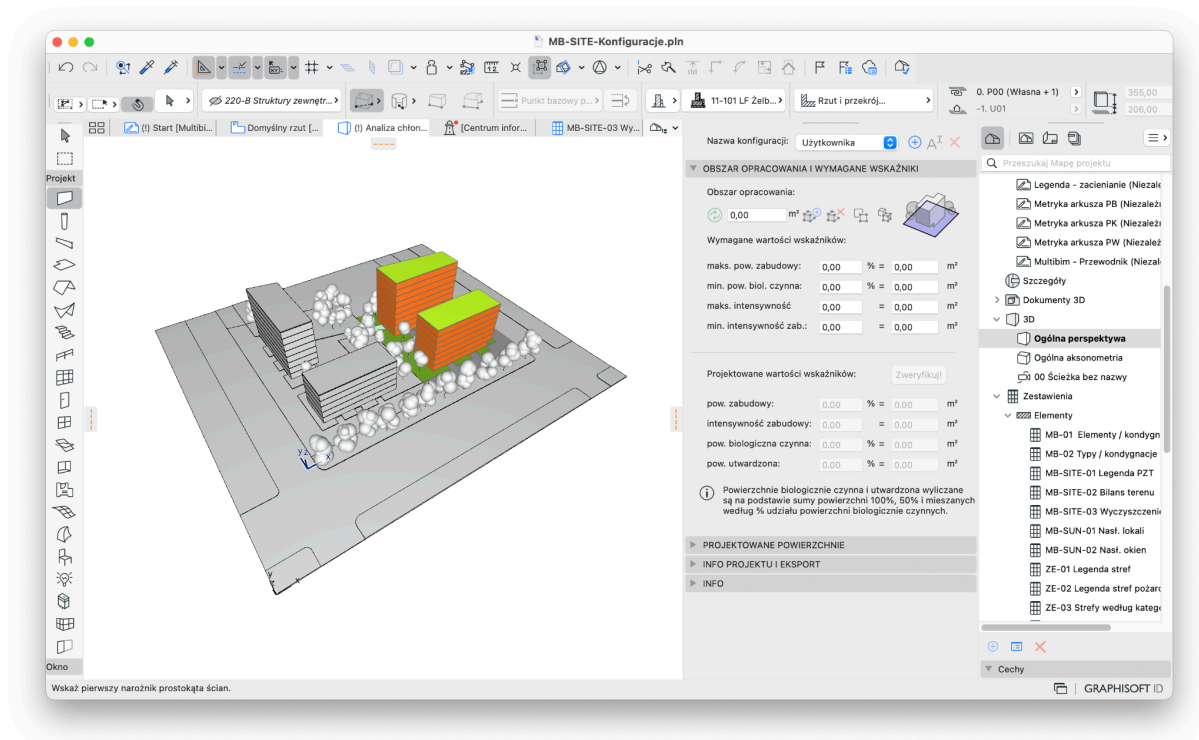 MB-SITE-Konfiguracje.pln
220-B Struktury zewnętr...
Punkt bazowy p...
11-101 LF Żelb...
Rzut i przekrój...
0. P00 (Własna + 1)
-1. U01
355,00
206,00
(!) Start [Multibi...
Domyślny rzut [...
(!) Analiza chłon...
[Centrum infor...
MB-SITE-03 Wy...
Projekt
Okno
Nazwa konfiguracji:
Użytkownika
OBSZAR OPRACOWANIA I WYMAGANE WSKAŹNIKI
Obszar opracowania:
0,00 m²
Wymagane wartości wskaźników:
maks. pow. zabudowy: 0,00 % = 0,00 m²
min. pow. biol. czynna: 0,00 % = 0,00 m²
maks. intensywność 0,00 = 0,00 m²
min. intensywność zab.: 0,00 = 0,00 m²
Projektowane wartości wskaźników:
Zweryfikuj!
pow. zabudowy: 0.00 % = 0.00 m²
intensywność zabudowy: 0.00 = 0.00 m²
pow. biologiczna czynna: 0.00 % = 0.00 m²
pow. utwardzona: 0.00 % = 0.00 m²
Powierzchnie biologicznie czynna i utwardzona wyliczane
są na podstawie sumy powierzchni 100%, 50% i mieszanych
według % udziału powierzchni biologicznie czynnych.
PROJEKTOWANE POWIERZCHNIE
INFO PROJEKTU I EKSPORT
INFO
Przeszukaj Mapę projektu
Legenda - zacienianie (Niezale
Metryka arkusza PB (Niezależ
Metryka arkusza PK (Niezależ
Metryka arkusza PW (Niezależ
Multibim - Przewodnik (Niezal
Szczegóły
Dokumenty 3D
3D
Ogólna perspektywa
Ogólna aksonometria
00 Ścieżka bez nazwy
Zestawienia
Elementy
MB-01 Elementy / kondygn
MB-02 Typy / kondygnacje
MB-SITE-01 Legenda PZT
MB-SITE-02 Bilans terenu
MB-SITE-03 Wyczyszczeni
MB-SUN-01 Nasł. lokali
MB-SUN-02 Nasł. okien
ZE-01 Legenda stref
ZE-02 Legenda stref pożar
ZE-03 Strefy według katego
Cechy
y z x
y z x
Wskaż pierwszy narożnik prostokąta ścian.
GRAPHISOFT ID